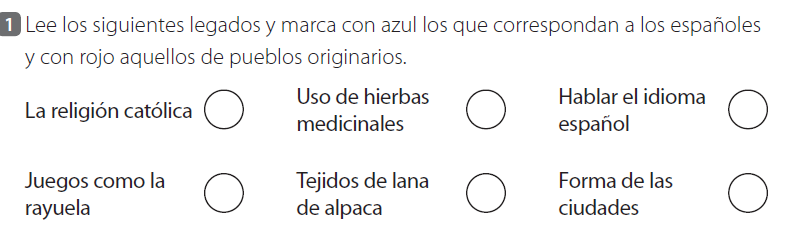 1 Lee los siguientes legados y marca con azul los que correspondan a los españoles
y con rojo aquellos de pueblos originarios.
La religión católica
Uso de hierbas
medicinales
Hablar el idioma
español
Juegos como la
rayuela
Tejidos de lana
de alpaca
Forma de las
ciudades